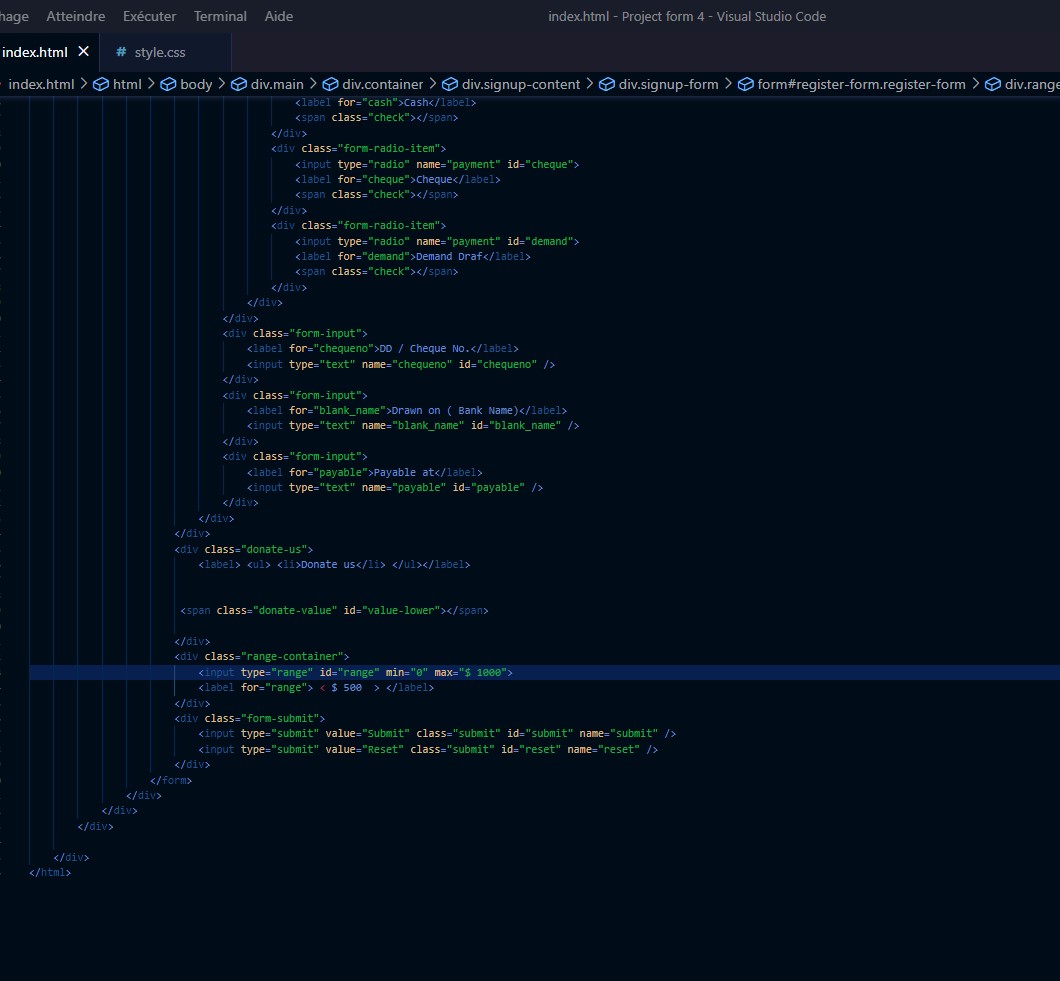 hage Atteindre Exécuter Terminal Aide index.html - Project form 4 - Visual Studio Code
index.html # style.css
index.html > html > body > div.main > div.container > div.signup-content > div.signup-form > form#register-form.register-form > div.range
<label for="cash">Cash</label>
<span class="check"></span>
</div>
<div class="form-radio-item">
<input type="radio" name="payment" id="cheque">
<label for="cheque">Cheque</label>
<span class="check"></span>
</div>
<div class="form-radio-item">
<input type="radio" name="payment" id="demand">
<label for="demand">Demand Draf</label>
<span class="check"></span>
</div>
</div>
</div>
<div class="form-input">
<label for="chequeno">DD / Cheque No.</label>
<input type="text" name="chequeno" id="chequeno" />
</div>
<div class="form-input">
<label for="blank_name">Drawn on ( Bank Name)</label>
<input type="text" name="blank_name" id="blank_name" />
</div>
<div class="form-input">
<label for="payable">Payable at</label>
<input type="text" name="payable" id="payable" />
</div>
</div>
</div>
<div class="donate-us">
<label> <ul> <li>Donate us</li> </ul></label>
<span class="donate-value" id="value-lower"></span>
</div>
<div class="range-container">
<input type="range" id="range" min="0" max="$ 1000">
<label for="range"> < $ 500  > </label>
</div>
<div class="form-submit">
<input type="submit" value="Submit" class="submit" id="submit" name="submit" />
<input type="submit" value="Reset" class="submit" id="reset" name="reset" />
</div>
</form>
</div>
</div>
</div>
</div>
</html>